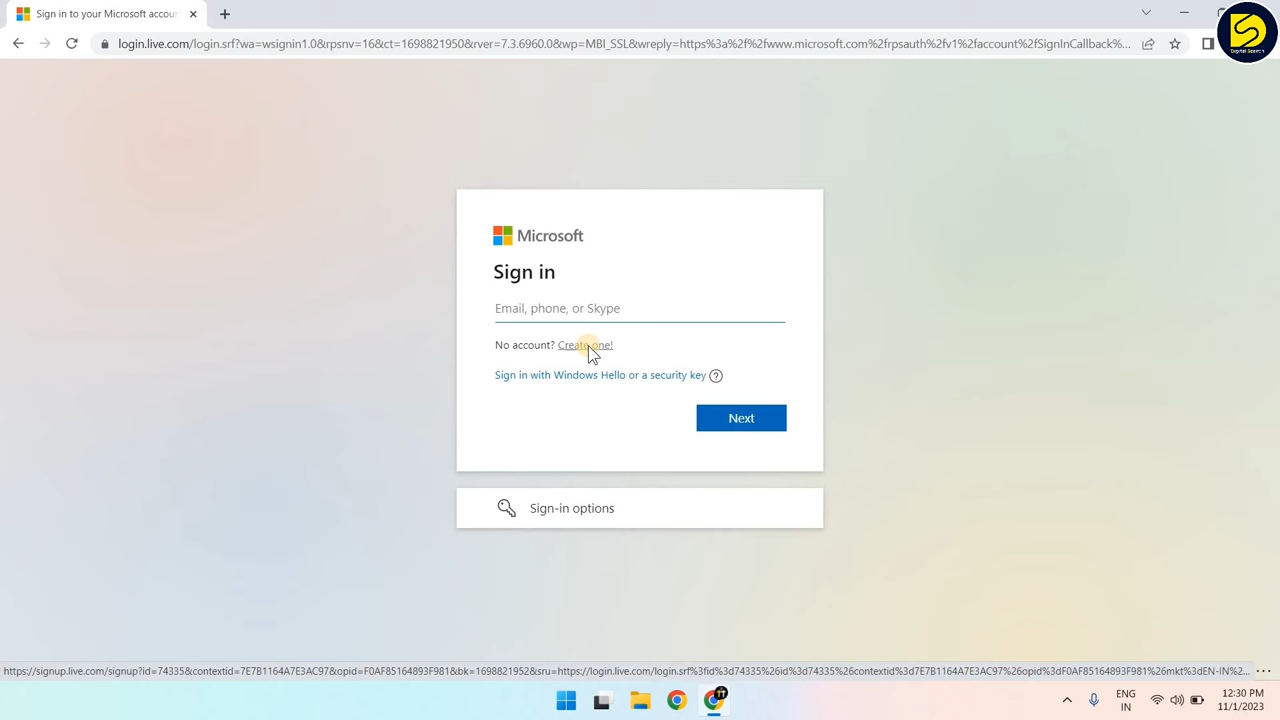 Sign in to your Microsoft accoun
Digital Search
login.live.com/login.srf?wa=wsignin1.0&rpsnv=16&ct=1698821950&rver=7.3.6960.0&wp=MBI_SSL&wreply=https%3a%2f%2fwww.microsoft.com%2frpsauth%2fv1%2faccount%2fSignInCallback%...
Microsoft
Sign in
Email, phone, or Skype
No account? Create one!
Sign in with Windows Hello or a security key
Next
Sign-in options
https://signup.live.com/signup?id=74335&contextid=7E7B1164A7E3AC97&opid=F0AF85164893F981&bk=1698821952&sru=https://login.live.com/login.srf%3fid%3d74335%26id%3d74335%26contextid%3d7E7B1164A7E3AC97%26opid%3dF0AF85164893F981%26mkt%3dEN-IN%2...
ENG
IN
12:30 PM
11/1/2023